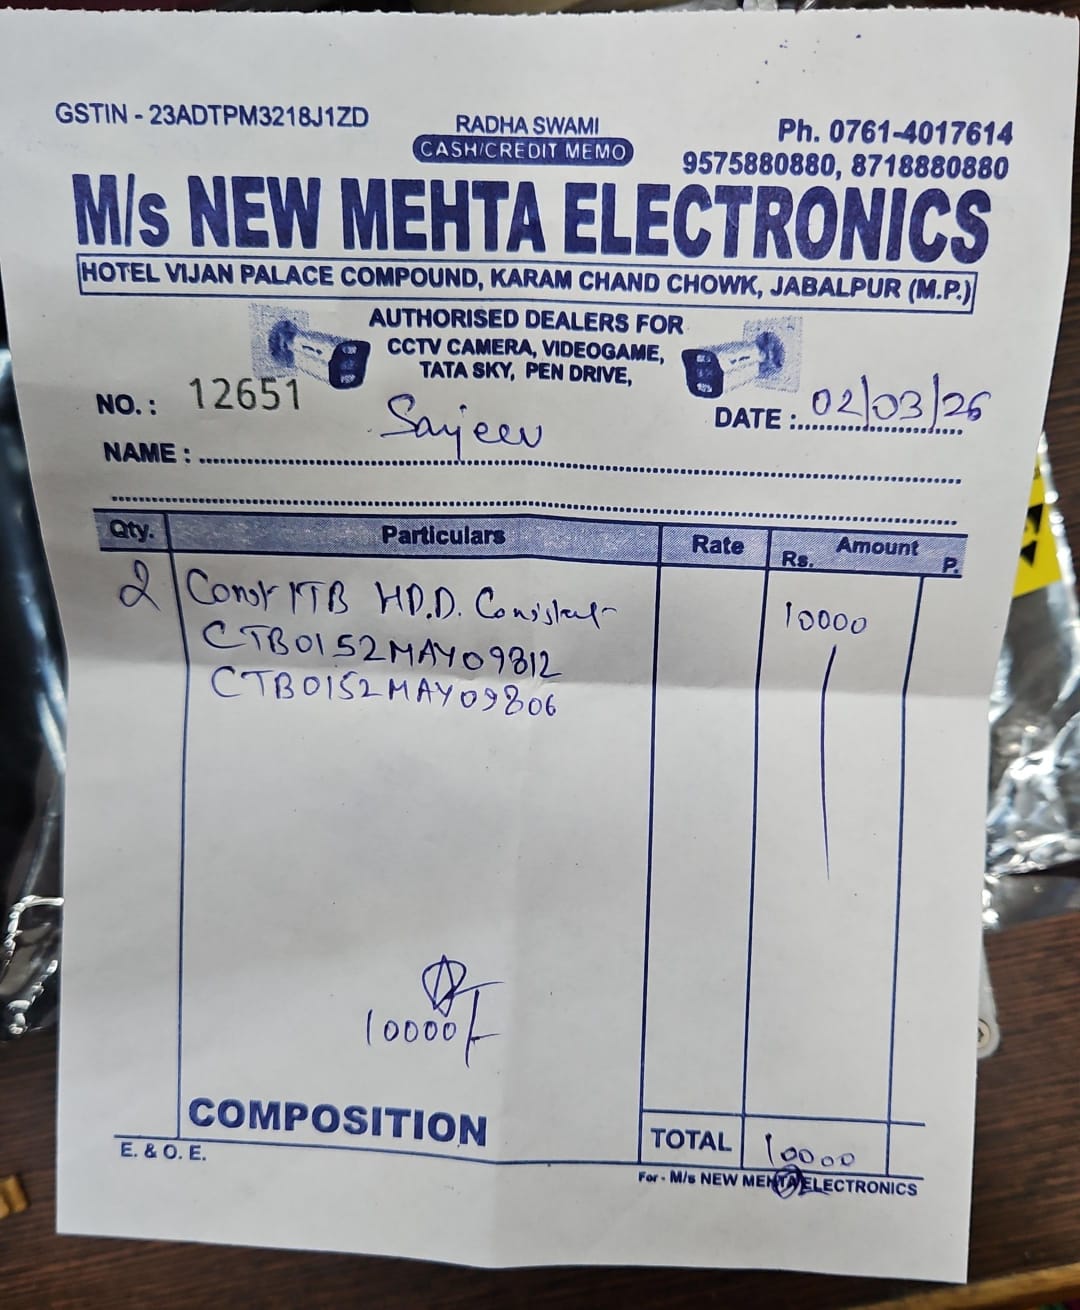 GSTIN - 23ADTPM3218J1ZD
RADHA SWAMI
CASH/CREDIT MEMO
Ph. 0761-4017614
9575880880, 8718880880
M/s NEW MEHTA ELECTRONICS
HOTEL VIJAN PALACE COMPOUND, KARAM CHAND CHOWK, JABALPUR (M.P.)
AUTHORISED DEALERS FOR
CCTV CAMERA, VIDEOGAME,
TATA SKY, PEN DRIVE,
NO. : 12651
DATE : 02/03/26
NAME : Sanjeev
Qty. Particulars Rate Amount
Rs. P.
2 1TB H.D.D. 10000
CTB0152MAY09812
CTB0152MAY09806
10000/-
COMPOSITION
TOTAL 10000
E. & O. E.
For - M/s NEW MEHTA ELECTRONICS